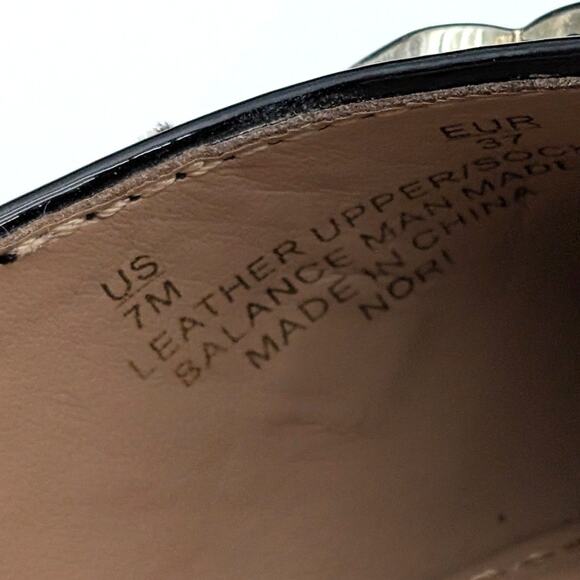 US EUR
7M 37
LEATHER UPPER/SOCK
BALANCE MAN MADE
MADE IN CHINA
NORI